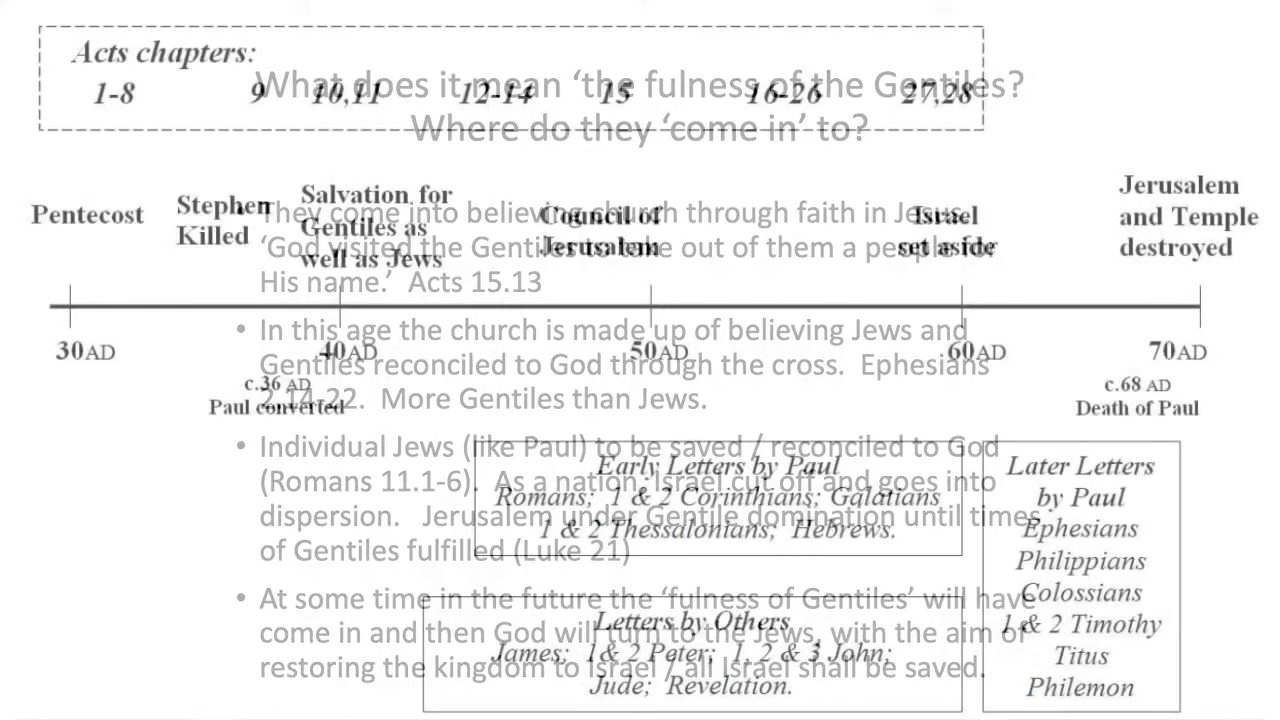 Acts chapters:
1-8 9 10,11 12-14 15 16-26 27,28
What does it mean ‘the fulness of the Gentiles?
Where do they ‘come in’ to?
Pentecost
Stephen
Killed
Salvation for
Gentiles as
well as Jews
Council of
Jerusalem
Israel
set aside
Jerusalem
and Temple
destroyed
30AD 40AD 50AD 60AD 70AD
c.36 AD
Paul converted
c.68 AD
Death of Paul
• They come into believing church through faith in Jesus.
‘God visited the Gentiles to take out of them a people for
His name.’ Acts 15.13
• In this age the church is made up of believing Jews and
Gentiles reconciled to God through the cross. Ephesians
2.14-22. More Gentiles than Jews.
• Individual Jews (like Paul) to be saved / reconciled to God
(Romans 11.1-6). As a nation, Israel cut off and goes into
dispersion. Jerusalem under Gentile domination until times
of Gentiles fulfilled (Luke 21)
• At some time in the future the ‘fulness of Gentiles’ will have
come in and then God will turn to the Jews, with the aim of
restoring the kingdom to Israel / all Israel shall be saved.
Early Letters by Paul
Romans; 1 & 2 Corinthians; Galatians
1 & 2 Thessalonians; Hebrews.
Letters by Others
James; 1& 2 Peter; 1, 2 & 3 John;
Jude; Revelation.
Later Letters
by Paul
Ephesians
Philippians
Colossians
1 & 2 Timothy
Titus
Philemon